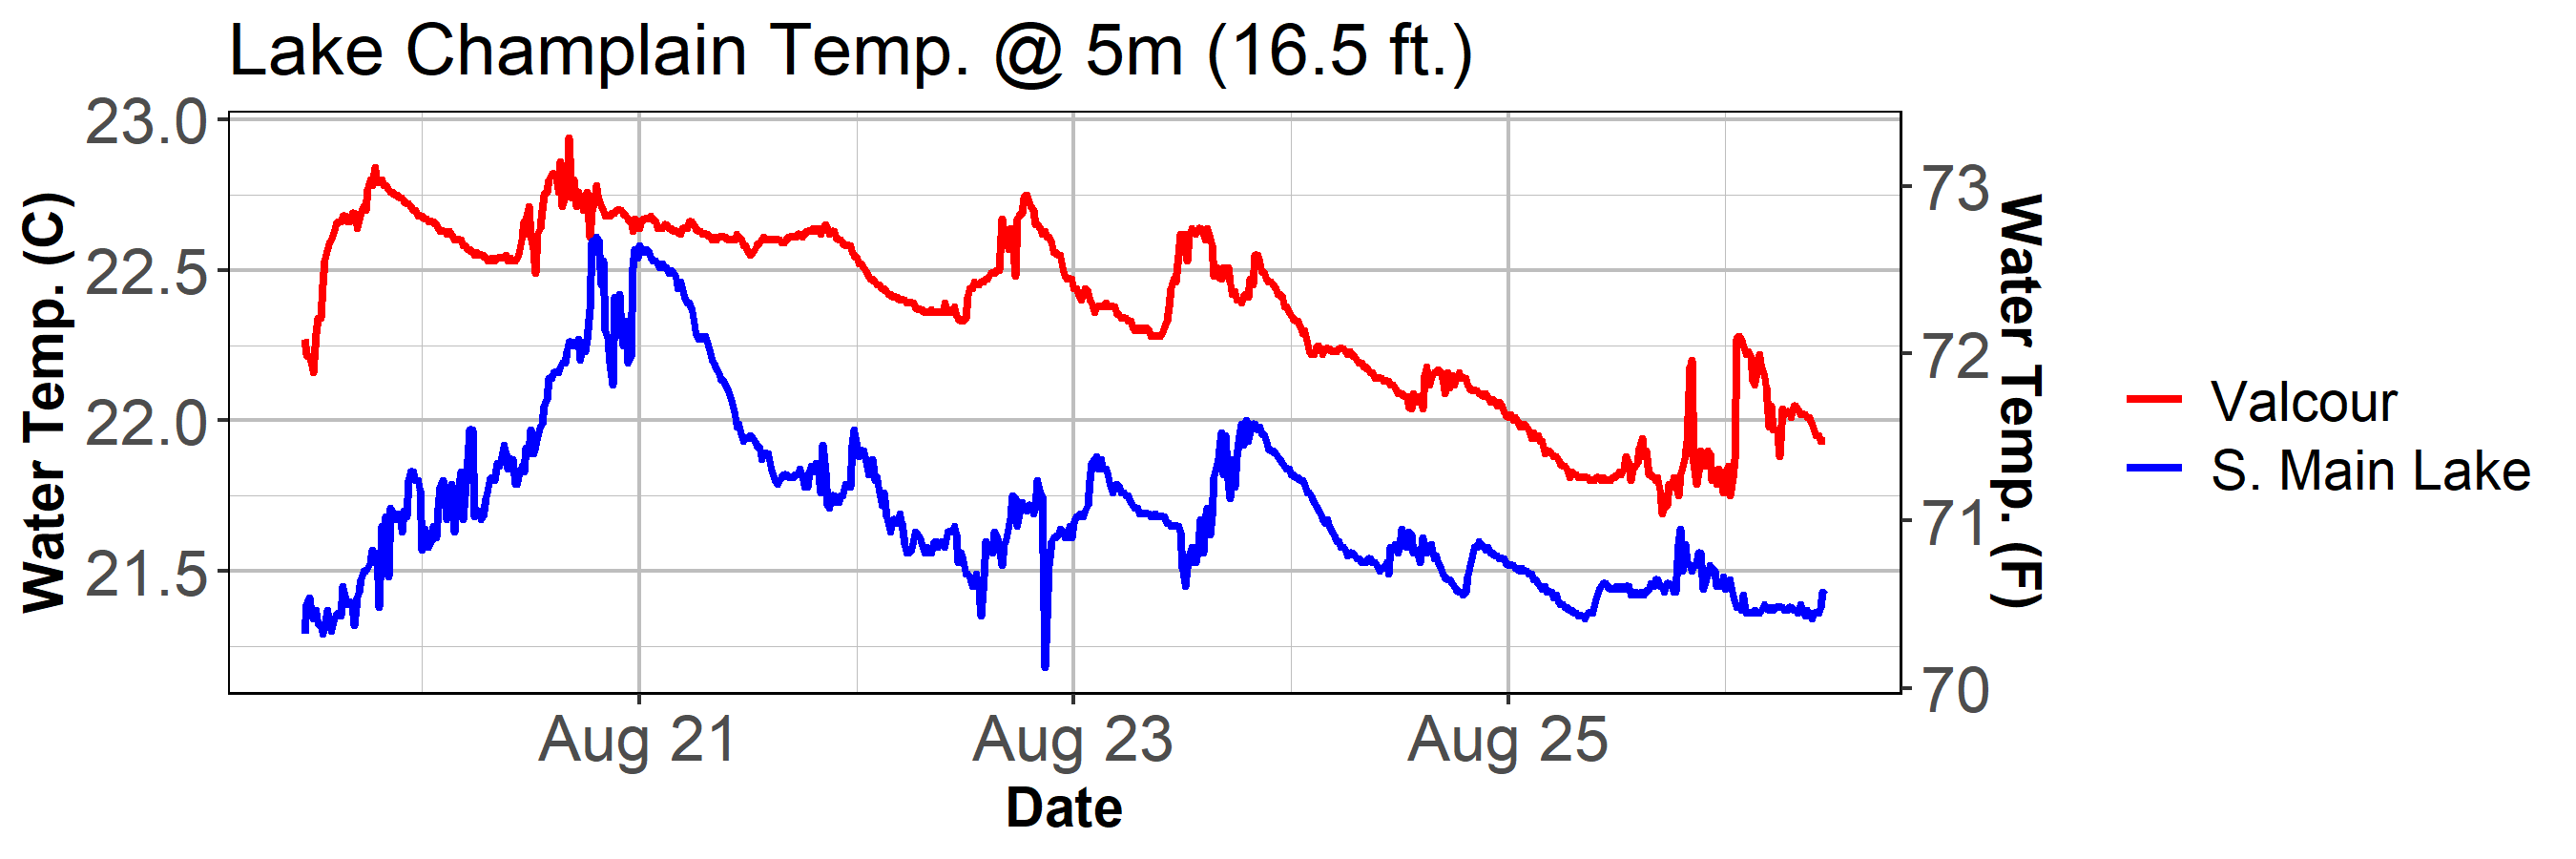 Lake Champlain Temp. @ 5m (16.5 ft.)
Water Temp. (C)
23.0
22.5
22.0
21.5
73
72
71
70
Water Temp. (F)
Aug 21
Aug 23
Aug 25
Date
Valcour
S. Main Lake